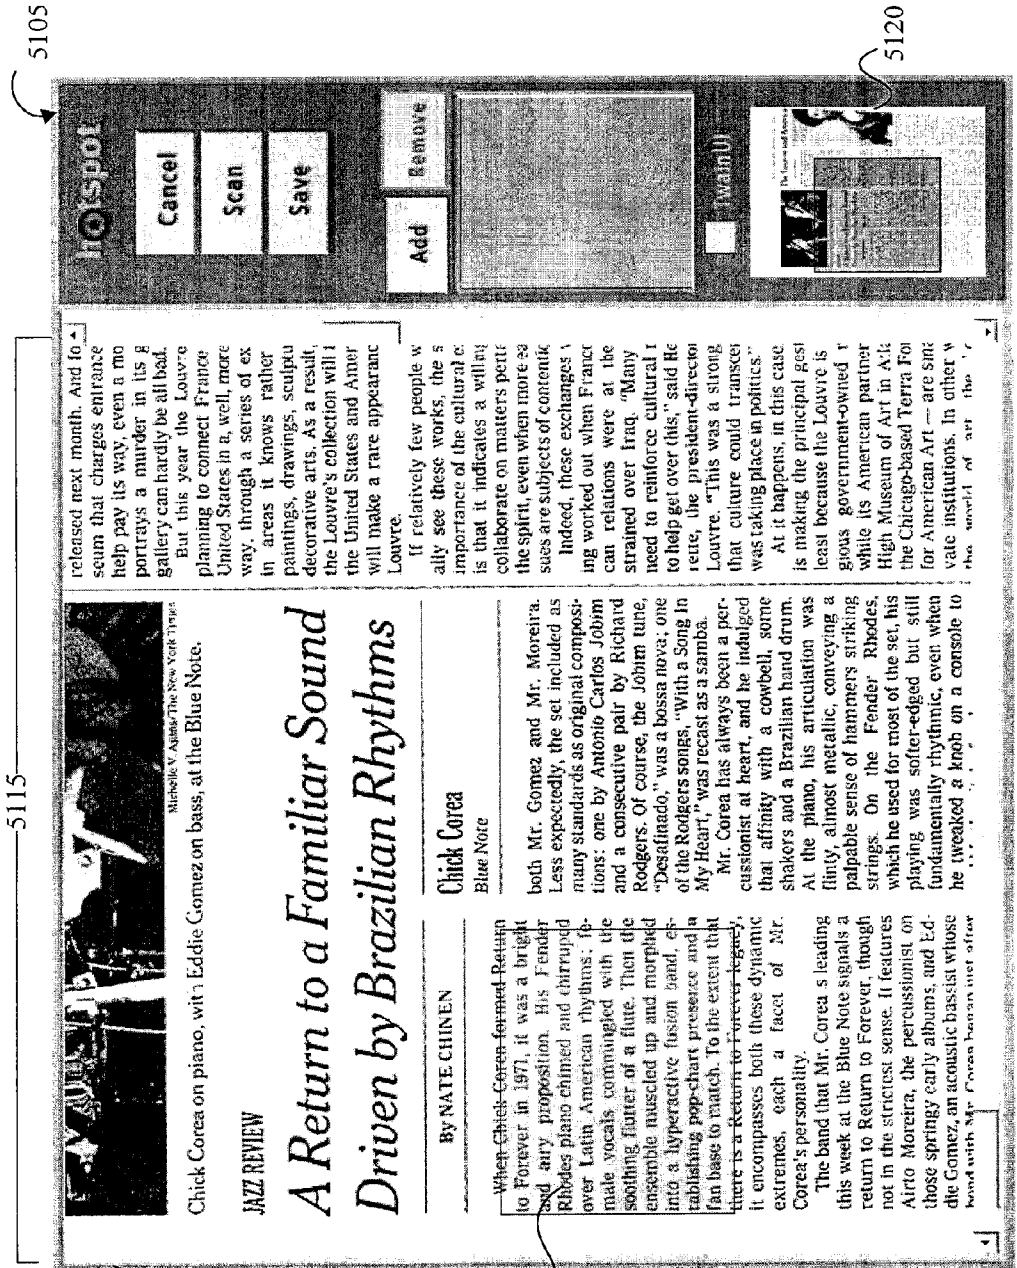 5105
5115
Michelle V. Agins/The New York Times
Chick Corea on piano, with Eddie Gomez on bass, at the Blue Note.
JAZZ REVIEW
A Return to a Familiar Sound
Driven by Brazilian Rhythms
By NATE CHINEN
Chick Corea
Blue Note
When Chick Corea formed Return
to Forever in 1971, it was a bright
and airy proposition. His Fender
Rhodes piano chimed and chirruped
over Latin American rhythms; fe-
male vocals commingled with the
soothing flutter of a flute. Then the
ensemble muscled up and morphed
into a hyperactive fusion band, es-
tablishing pop-chart presence and a
fan base to match. To the extent that
there is a Return to Forever legacy,
it encompasses both these dynamic
extremes, each a facet of Mr.
Corea's personality.
The band that Mr. Corea is leading
this week at the Blue Note signals a
return to Return to Forever, though
not in the strictest sense. It features
Airto Moreira, the percussionist on
those springy early albums, and Ed-
die Gomez, an acoustic bassist whose
bond with Mr. Corea began just after
both Mr. Gomez and Mr. Moreira.
Less expectedly, the set included as
many standards as original composi-
tions: one by Antonio Carlos Jobim
and a consecutive pair by Richard
Rodgers. Of course, the Jobim tune,
"Desafinado," was a bossa nova; one
of the Rodgers songs, "With a Song In
My Heart," was recast as a samba.
Mr. Corea has always been a per-
cussionist at heart, and he indulged
that affinity with a cowbell, some
shakers and a Brazilian hand drum.
At the piano, his articulation was
flinty, almost metallic, conveying a
palpable sense of hammers striking
strings. On the Fender Rhodes,
which he used for most of the set, his
playing was softer-edged but still
fundamentally rhythmic, even when
he tweaked a knob on a console to
released next month. And fo
seum that charges entrance
help pay its way, even a mo
portrays a murder in its g
gallery can hardly be all bad.
But this year the Louvre
planning to connect France
United States in a, well, more
way, through a series of ex
in areas it knows rather
paintings, drawings, sculptu
decorative arts. As a result,
the Louvre's collection will t
the United States and Amer
will make a rare appearanc
Louvre.
If relatively few people w
ally see these works, the s
importance of the cultural e
is that it indicates a willing
collaborate on matters perta
the spirit, even when more ea
sues are subjects of contentio
Indeed, these exchanges w
ing worked out when Franc
can relations were at the
strained over Iraq. "Many
need to reinforce cultural r
to help get over this," said He
rette, the president-director
Louvre. "This was a strong
that culture could transcen
was taking place in politics."
At it happens, in this case,
is making the principal gest
least because the Louvre is
gious government-owned r
while its American partner
High Museum of Art in Atla
the Chicago-based Terra Fou
for American Art — are sma
vate institutions. In other w
the world of art the
hotspot
Cancel
Scan
Save
Add
Remove
TwainUI
5120